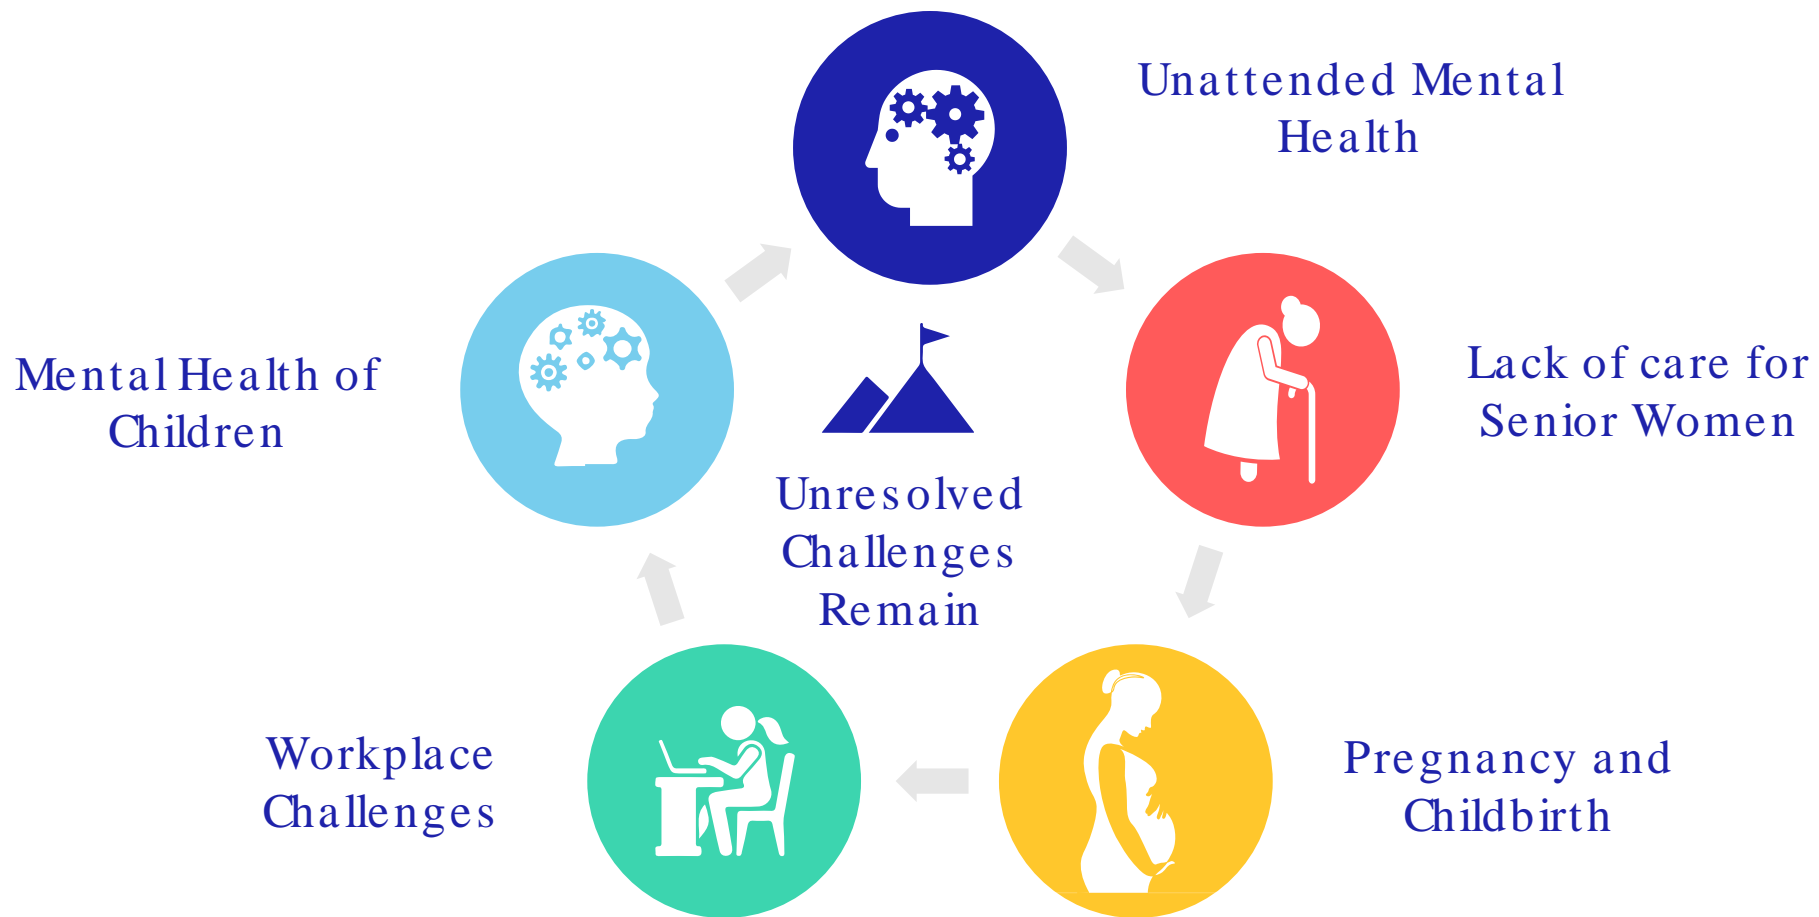 Unattended Mental
Health
Lack of care for
Senior Women
Pregnancy and
Childbirth
Workplace
Challenges
Mental Health of
Children
Unresolved
Challenges
Remain